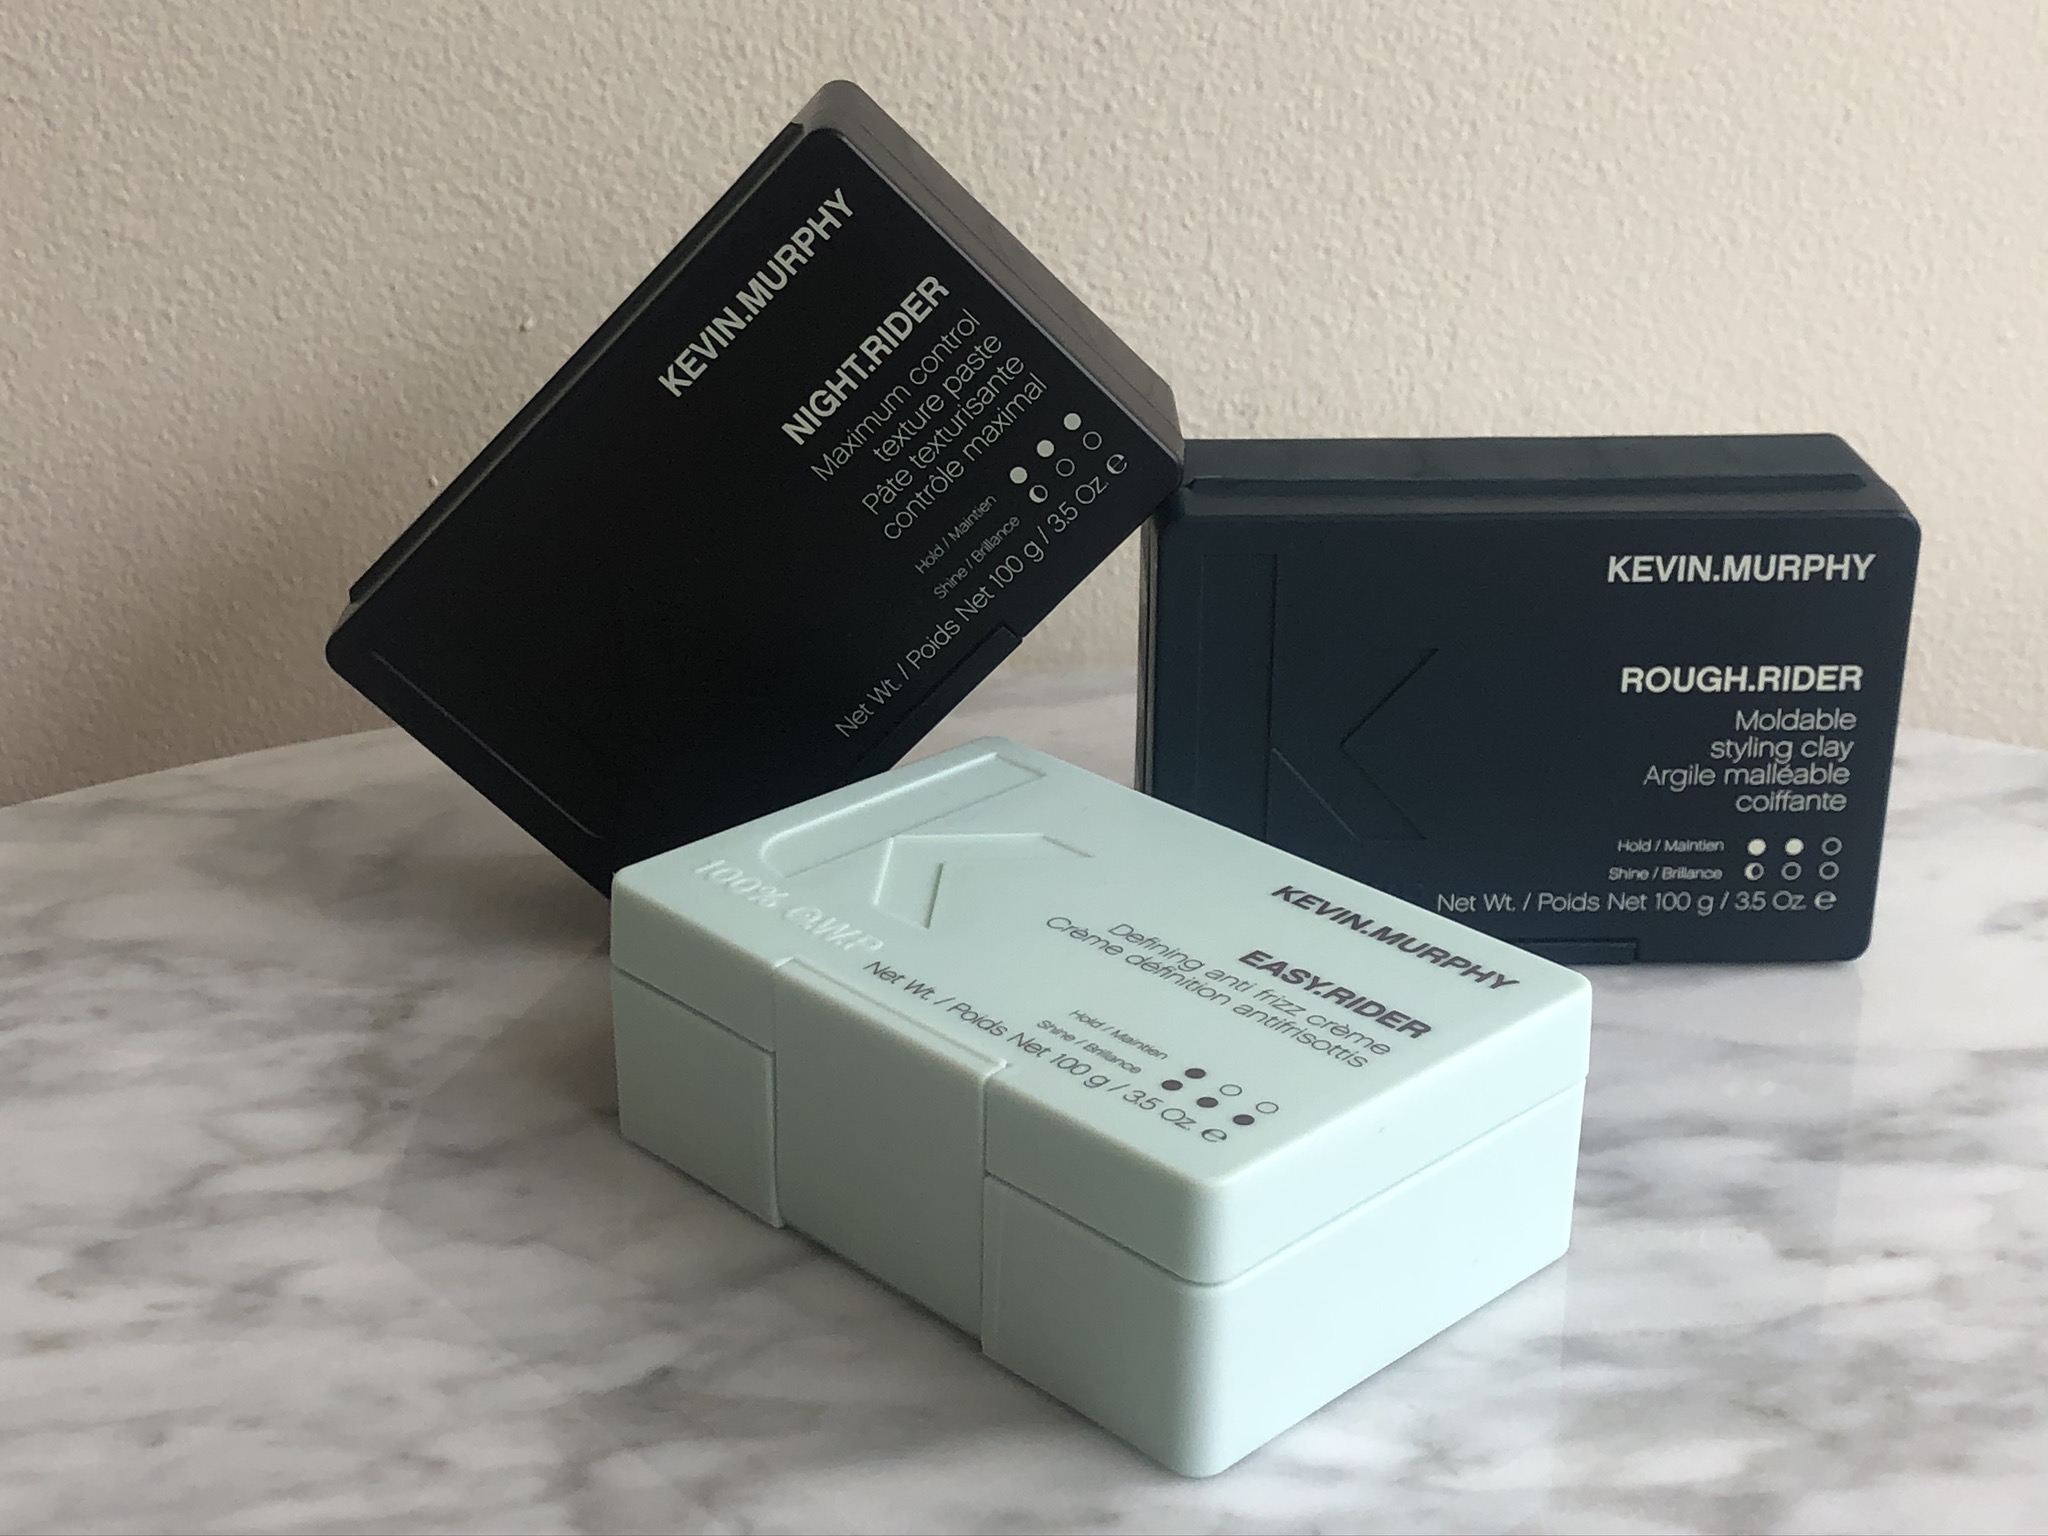 KEVIN.MURPHY
NIGHT.RIDER
Maximum control
texture paste
Pâte texturisante
contrôle maximal
Hold / Maintien
Shine / Brillance
Net Wt. / Poids Net 100 g / 3.5 Oz. ℮
KEVIN.MURPHY
ROUGH.RIDER
Moldable
styling clay
Argile malléable
coiffante
Hold / Maintien
Shine / Brillance
Net Wt. / Poids Net 100 g / 3.5 Oz. ℮
K
100% O.W.P.
KEVIN.MURPHY
EASY.RIDER
Defining anti frizz crème
Crème définition antifrisottis
Hold / Maintien
Shine / Brillance
Net Wt. / Poids Net 100 g / 3.5 Oz. ℮